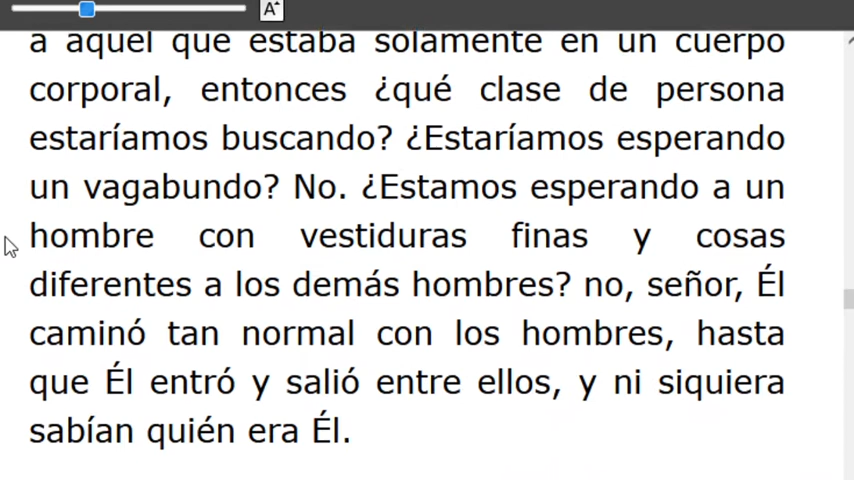 A
a aquel que estaba solamente en un cuerpo
corporal, entonces ¿qué clase de persona
estaríamos buscando? ¿Estaríamos esperando
un vagabundo? No. ¿Estamos esperando a un
hombre con vestiduras finas y cosas
diferentes a los demás hombres? no, señor, Él
caminó tan normal con los hombres, hasta
que Él entró y salió entre ellos, y ni siquiera
sabían quién era Él.